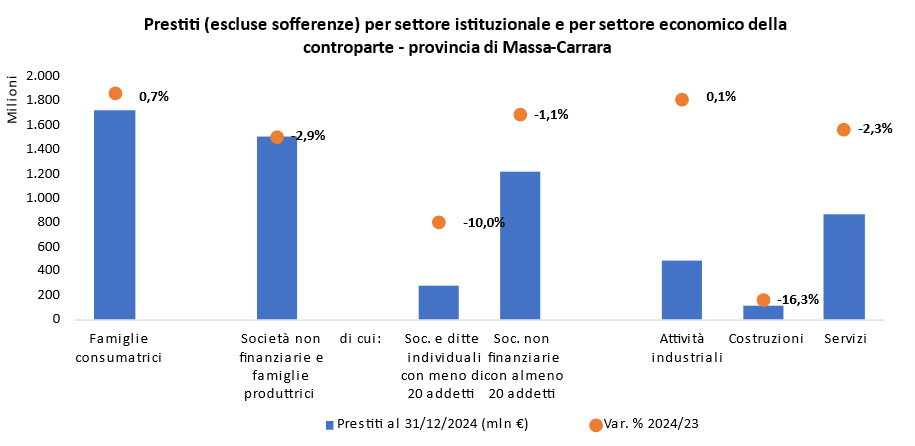 Prestiti (escluse sofferenze) per settore istituzionale e per settore economico della
controparte - provincia di Massa-Carrara
Milioni
2.000
1.800
1.600
1.400
1.200
1.000
800
600
400
200
0
0,7%
-2,9%
-10,0%
-1,1%
0,1%
-16,3%
-2,3%
Famiglie
consumatrici
Società non
finanziarie e
famiglie
produttrici
di cui:
Soc. e ditte
individuali
con meno di
20 addetti
Soc. non
finanziarie
con almeno
20 addetti
Attività
industriali
Costruzioni
Servizi
Prestiti al 31/12/2024 (mln €)
Var. % 2024/23